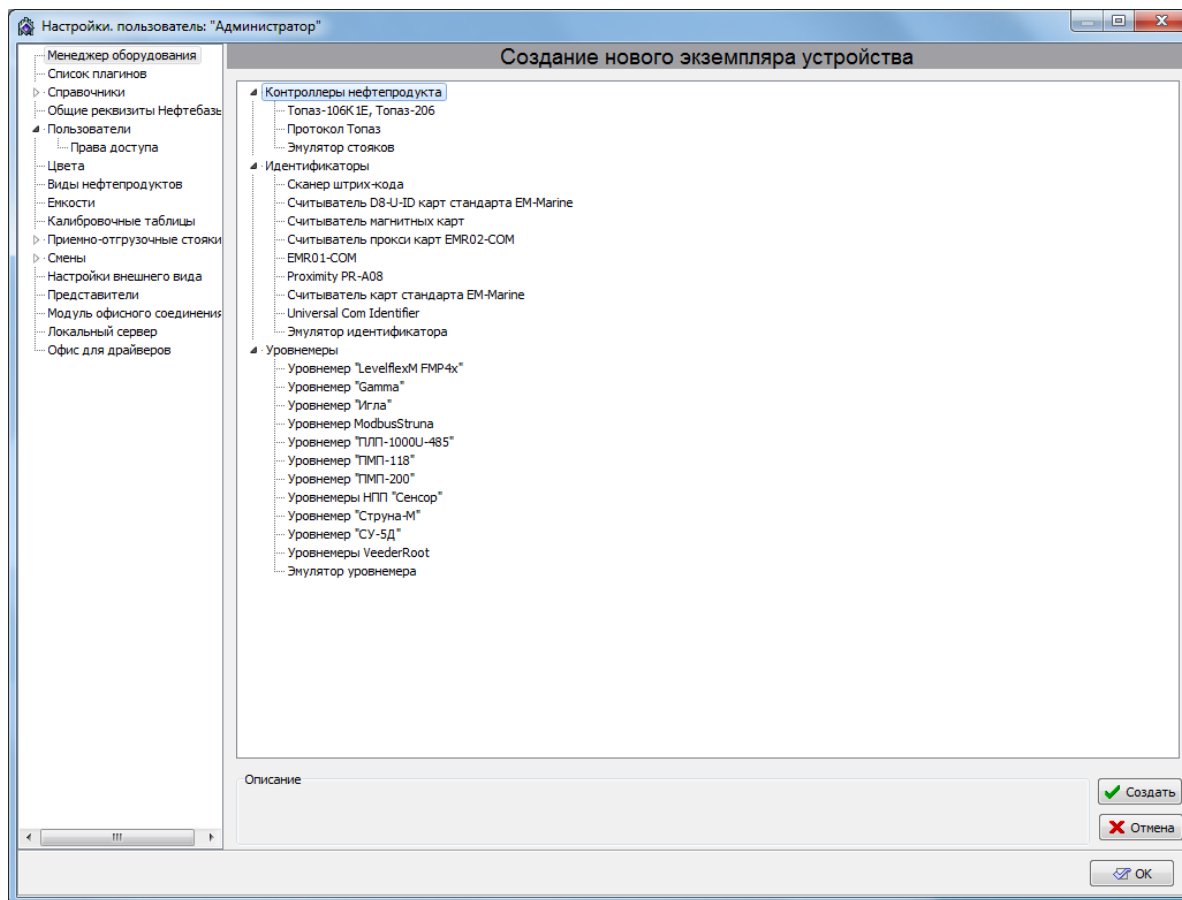 Настройки. пользователь: "Администратор"
Менеджер оборудования
Список плагинов
Справочники
Общие реквизиты Нефтебазь
Пользователи
Права доступа
Цвета
Виды нефтепродуктов
Емкости
Калибровочные таблицы
Приемно-отгрузочные стояки
Смены
Настройки внешнего вида
Представители
Модуль офисного соединения
Локальный сервер
Офис для драйверов
Создание нового экземпляра устройства
Контроллеры нефтепродукта
Топаз-106К1Е, Топаз-206
Протокол Топаз
Эмулятор стояков
Идентификаторы
Сканер штрих-кода
Считыватель D8-U-ID карт стандарта EM-Marine
Считыватель магнитных карт
Считыватель прокси карт EMR02-COM
EMR01-COM
Proximity PR-A08
Считыватель карт стандарта EM-Marine
Universal Com Identifier
Эмулятор идентификатора
Уровнемеры
Уровнемер "LevelflexM FMP4x"
Уровнемер "Gamma"
Уровнемер "Игла"
Уровнемер ModbusStruna
Уровнемер "ПЛП-1000U-485"
Уровнемер "ПМП-118"
Уровнемер "ПМП-200"
Уровнемеры НПП "Сенсор"
Уровнемер "Струна-М"
Уровнемер "СУ-5Д"
Уровнемеры VeederRoot
Эмулятор уровнемера
Описание
Создать
Отмена
ОК